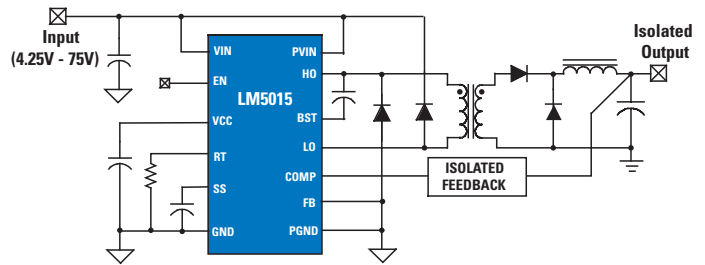 Input
(4.25V - 75V)
VIN
EN
VCC
RT
SS
GND
LM5015
PVIN
HO
BST
LO
COMP
FB
PGND
ISOLATED
FEEDBACK
Isolated
Output